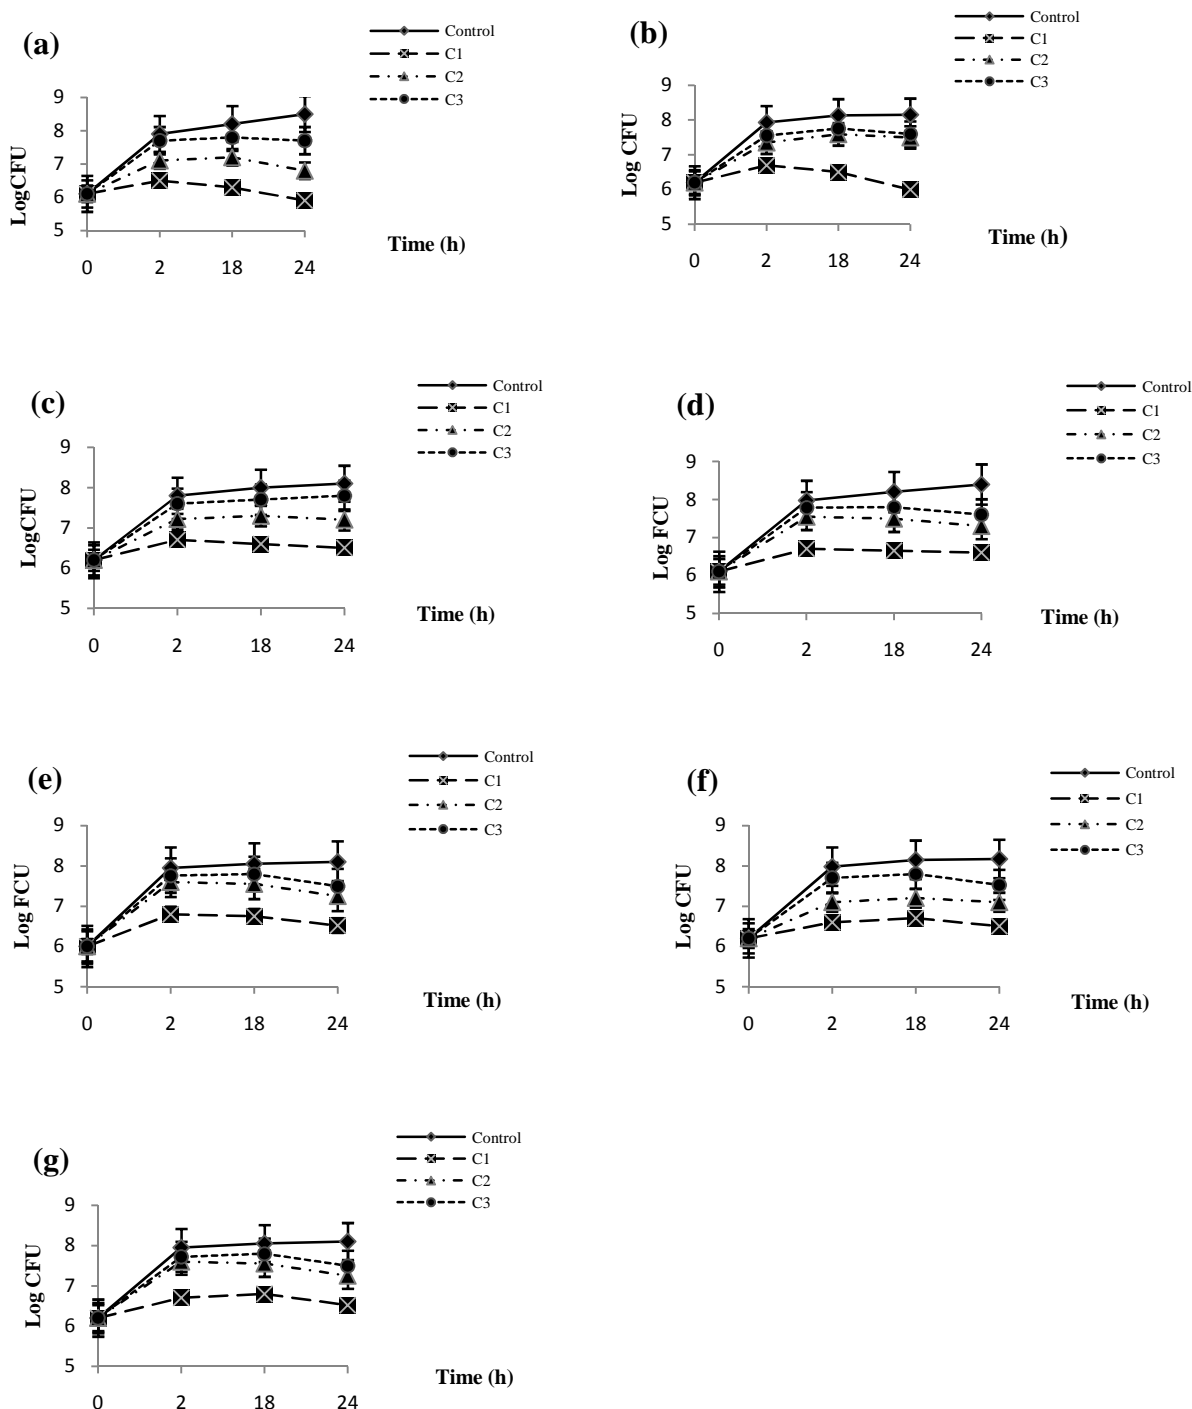 (a)
Control
C1
C2
C3
LogCFU
9
8
7
6
5
0 2 18 24
Time (h)
(b)
Control
C1
C2
C3
Log CFU
9
8
7
6
5
0 2 18 24
Time (h)
(c)
Control
C1
C2
C3
LogCFU
9
8
7
6
5
0 2 18 24
Time (h)
(d)
Control
C1
C2
C3
Log FCU
9
8
7
6
5
0 2 18 24
Time (h)
(e)
Control
C1
C2
C3
Log FCU
9
8
7
6
5
0 2 18 24
Time (h)
(f)
Control
C1
C2
C3
Log CFU
9
8
7
6
5
0 2 18 24
Time (h)
(g)
Control
C1
C2
C3
Log CFU
9
8
7
6
5
0 2 18 24
Time (h)